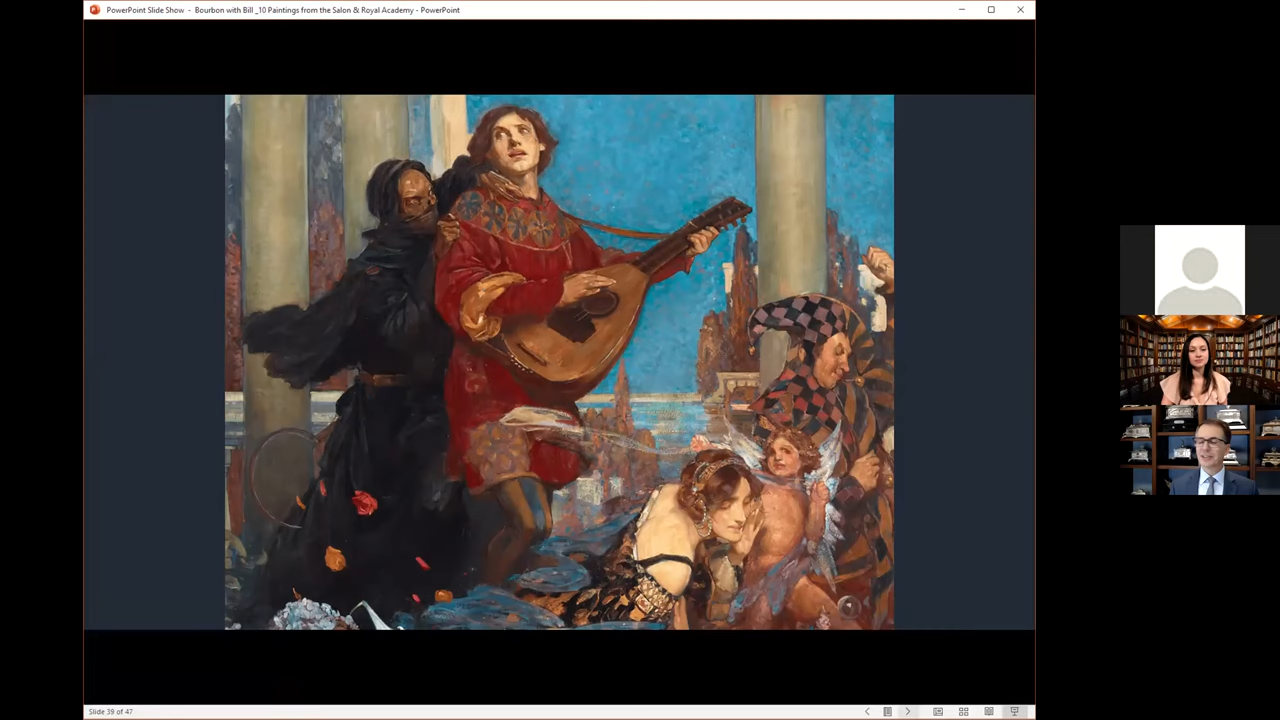 PowerPoint Slide Show - Bourbon with Bill _10 Paintings from the Salon & Royal Academy - PowerPoint
Slide 39 of 47